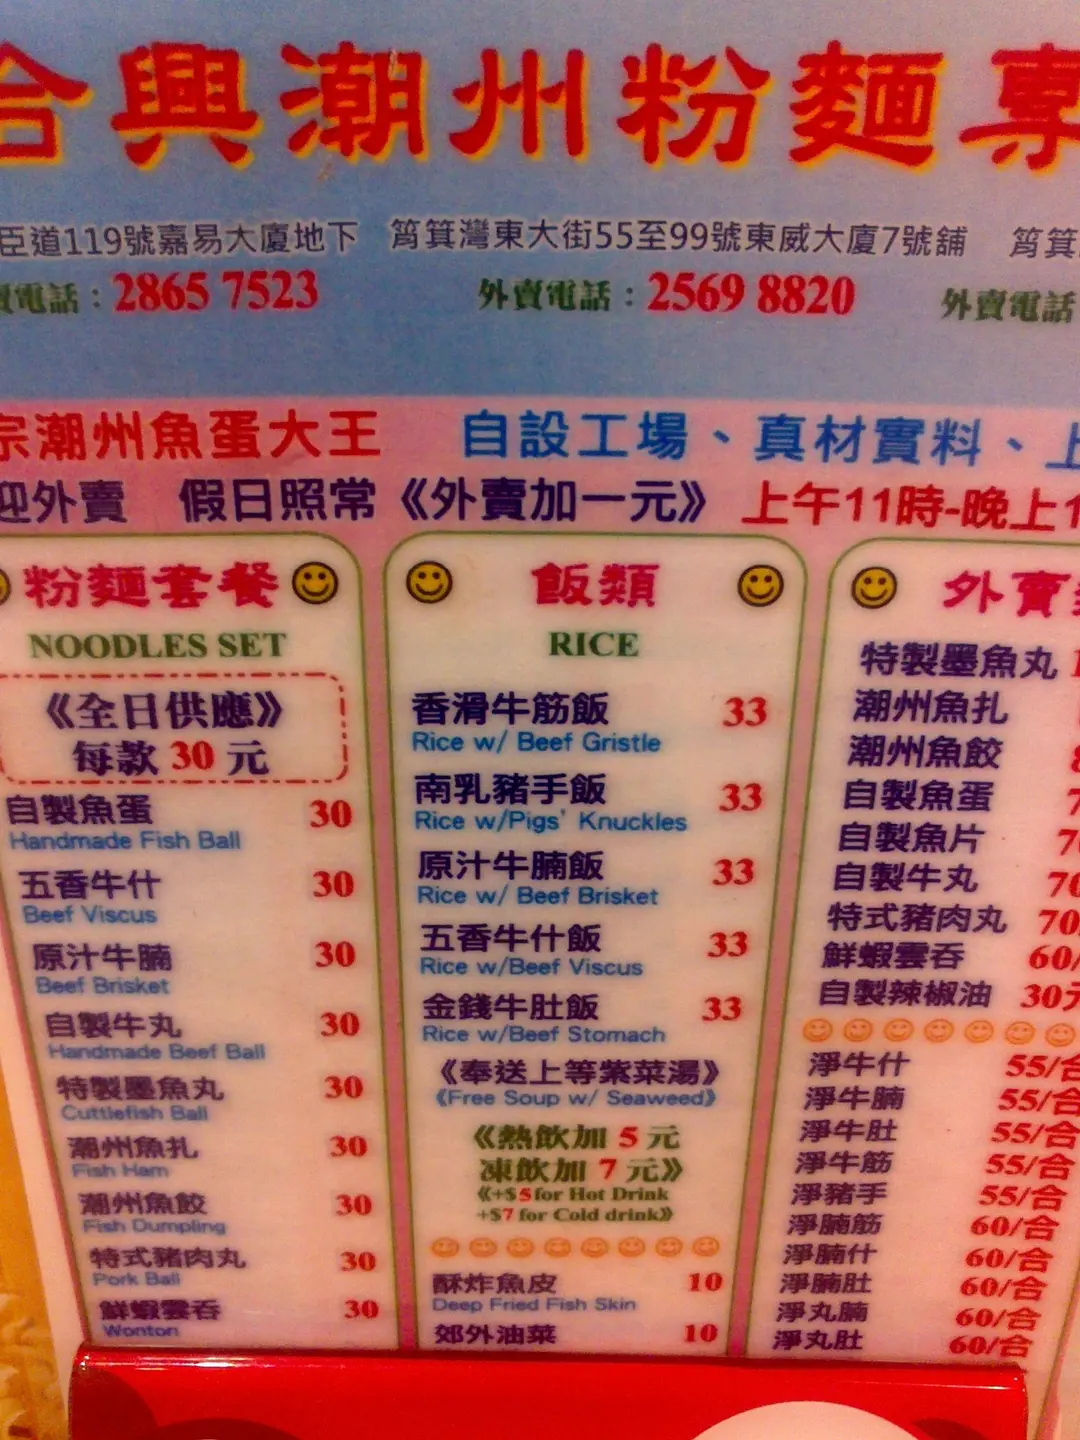 合興潮州粉麵專
臣道119號嘉易大廈地下
賣電話：2865 7523
筲箕灣東大街55至99號東威大廈7號舖
外賣電話：2569 8820
筲箕
外賣電話
宗潮州魚蛋大王 自設工場、真材實料、上
迎外賣 假日照常《外賣加一元》 上午11時-晚上1
粉麵套餐
NOODLES SET
《全日供應》
每款 30 元
自製魚蛋 30
Handmade Fish Ball
五香牛什 30
Beef Viscus
原汁牛腩 30
Beef Brisket
自製牛丸 30
Handmade Beef Ball
特製墨魚丸 30
Cuttlefish Ball
潮州魚扎 30
Fish Ham
潮州魚餃 30
Fish Dumpling
特式豬肉丸 30
Pork Ball
鮮蝦雲吞 30
Wonton
飯類
RICE
香滑牛筋飯 33
Rice w/ Beef Gristle
南乳豬手飯 33
Rice w/Pigs' Knuckles
原汁牛腩飯 33
Rice w/ Beef Brisket
五香牛什飯 33
Rice w/Beef Viscus
金錢牛肚飯 33
Rice w/Beef Stomach
《奉送上等紫菜湯》
《Free Soup w/ Seaweed》
《熱飲加 5 元
凍飲加 7 元》
《+$5 for Hot Drink
+$7 for Cold drink》
酥炸魚皮 10
Deep Fried Fish Skin
郊外油菜 10
外賣
特製墨魚丸
潮州魚扎
潮州魚餃 8
自製魚蛋 7
自製魚片 70
自製牛丸 70
特式豬肉丸 70
鮮蝦雲吞 60/
自製辣椒油 30元
淨牛什 55/合
淨牛腩 55/合
淨牛肚 55/合
淨牛筋 55/合
淨豬手 55/合
淨腩筋 60/合
淨腩什 60/合
淨腩肚 60/合
淨丸腩 60/合
淨丸肚 60/合